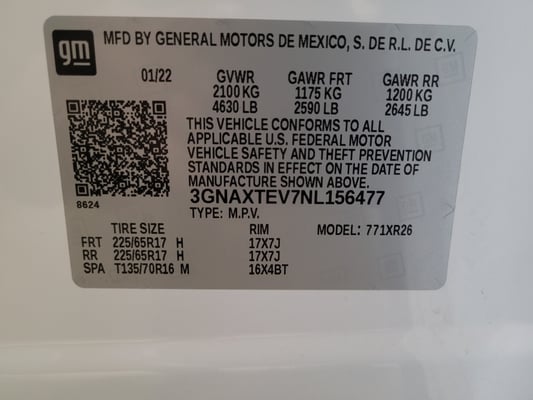 gm MFD BY GENERAL MOTORS DE MEXICO, S. DE R.L. DE C.V.
01/22 GVWR GAWR FRT GAWR RR
2100 KG 1175 KG 1200 KG
4630 LB 2590 LB 2645 LB
THIS VEHICLE CONFORMS TO ALL
APPLICABLE U.S. FEDERAL MOTOR
VEHICLE SAFETY AND THEFT PREVENTION
STANDARDS IN EFFECT ON THE DATE OF
MANUFACTURE SHOWN ABOVE.
8624 3GNAXTEV7NL156477
TYPE: M.P.V.
TIRE SIZE RIM MODEL: 771XR26
FRT 225/65R17 H 17X7J
RR 225/65R17 H 17X7J
SPA T135/70R16 M 16X4BT